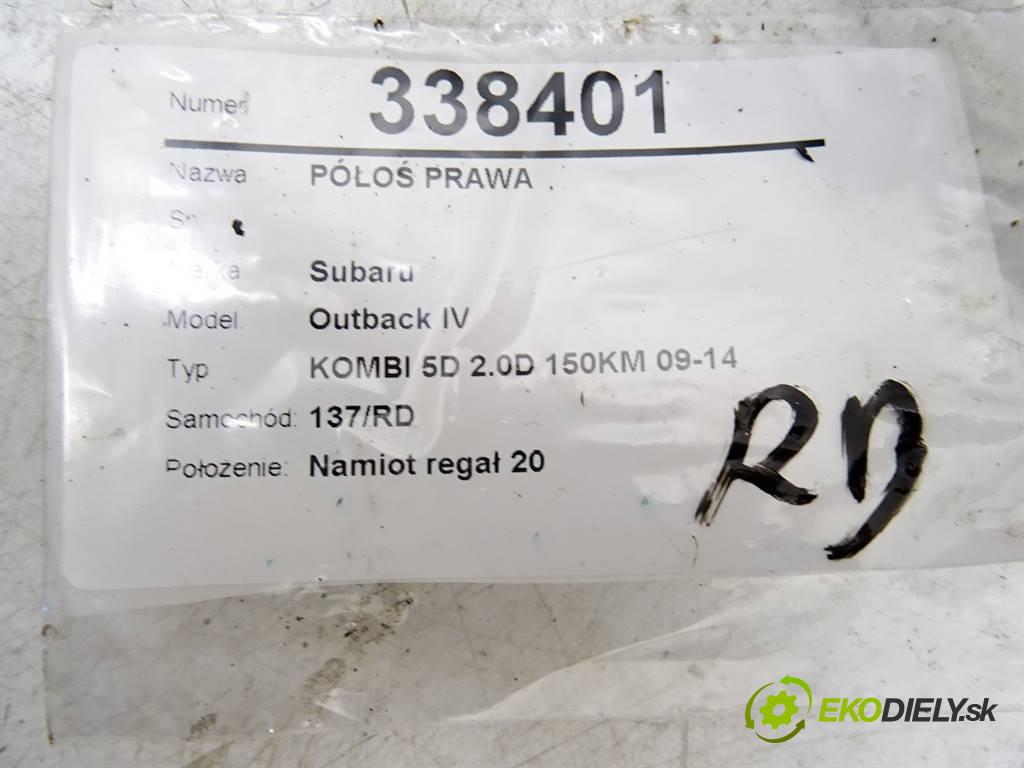 Numer 338401
Nazwa PÓŁOŚ PRAWA
Marka Subaru
Model: Outback IV
Typ KOMBI 5D 2.0D 150KM 09-14
Samochód: 137/RD
Położenie: Namiot regał 20
RD
EKODIELY.sk